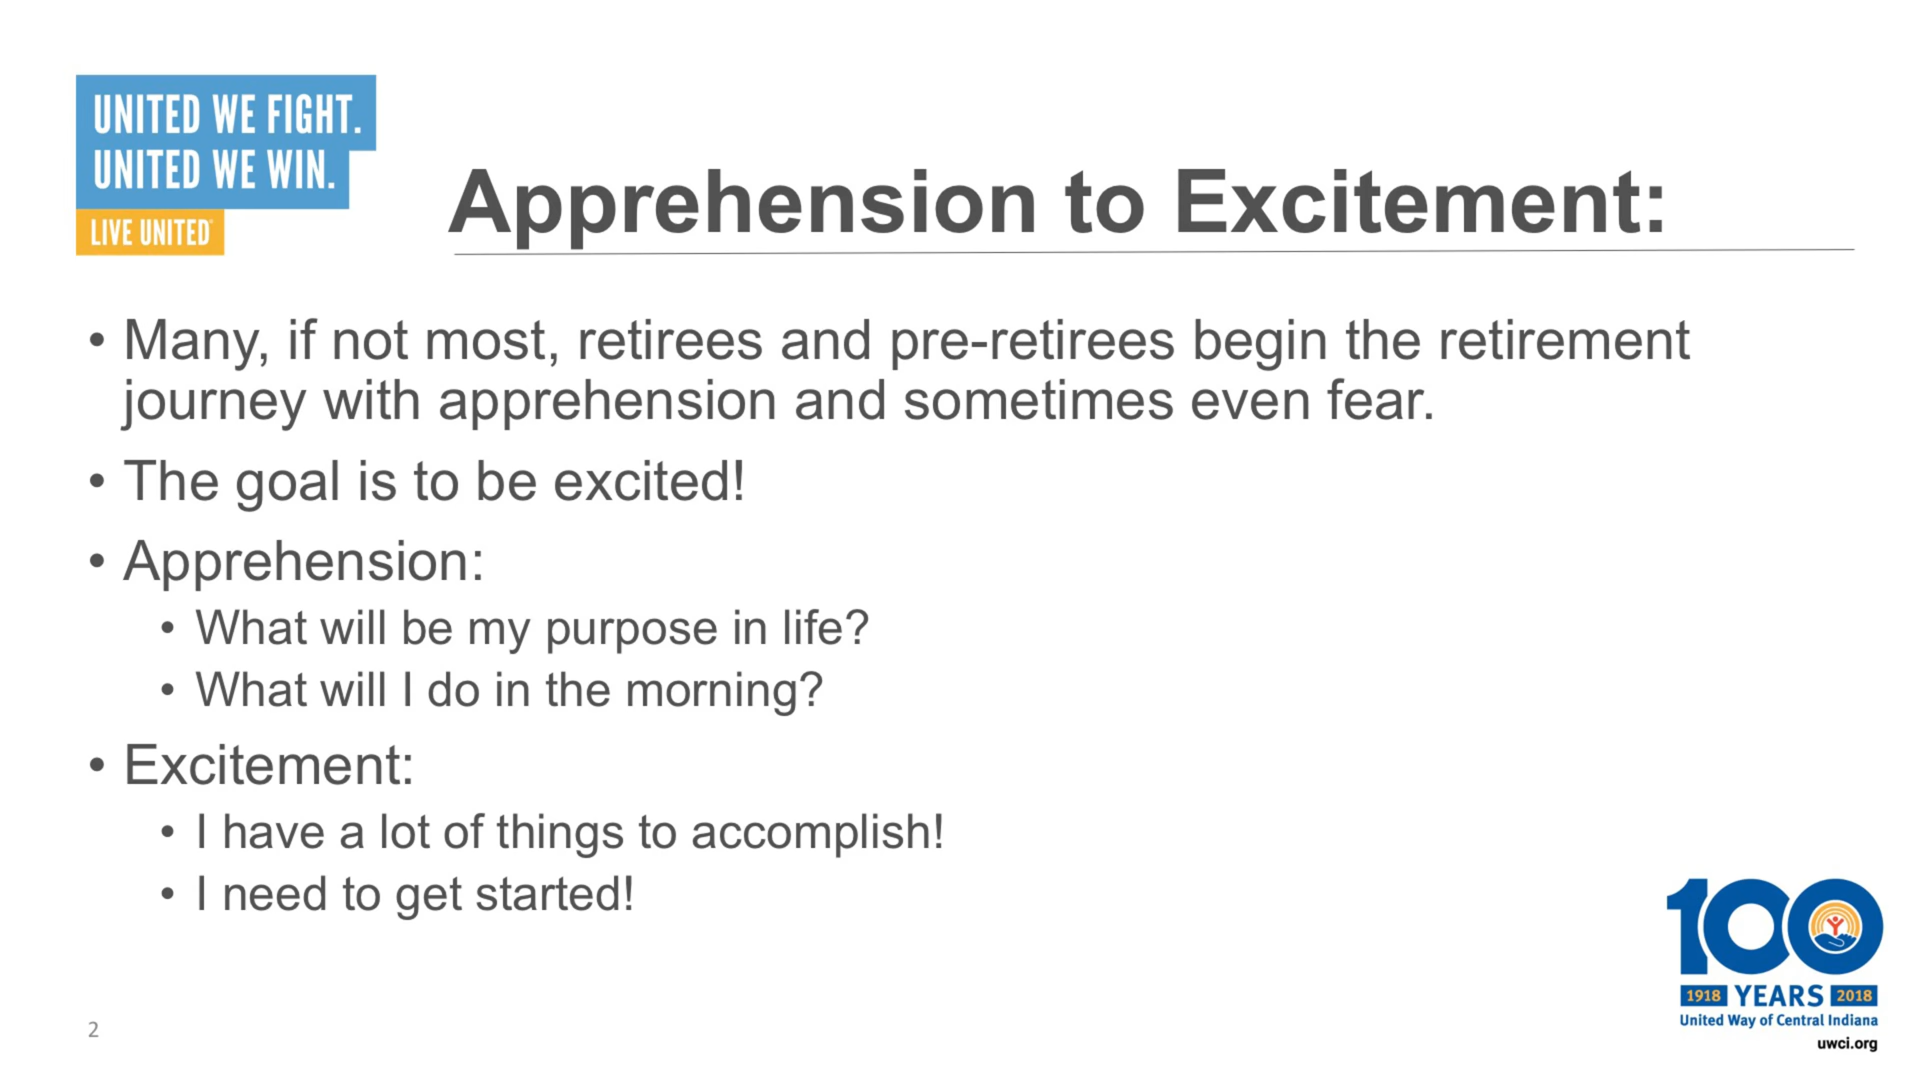 UNITED WE FIGHT.
UNITED WE WIN.
LIVE UNITED
Apprehension to Excitement:
• Many, if not most, retirees and pre-retirees begin the retirement
journey with apprehension and sometimes even fear.
• The goal is to be excited!
• Apprehension:
• What will be my purpose in life?
• What will I do in the morning?
• Excitement:
• I have a lot of things to accomplish!
• I need to get started!
100
1918 YEARS 2018
United Way of Central Indiana
uwci.org
2